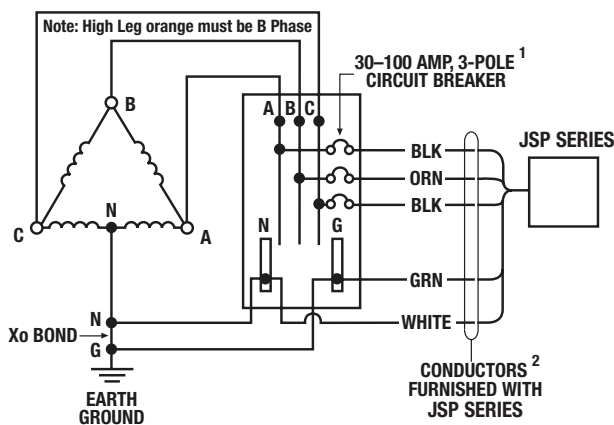 Note: High Leg orange must be B Phase
30–100 AMP, 3-POLE 1
CIRCUIT BREAKER
A B C
B
JSP SERIES
BLK
ORN
BLK
N
C
A
N
G
GRN
N
WHITE
Xo BOND
G
EARTH
GROUND
CONDUCTORS 2
FURNISHED WITH
JSP SERIES